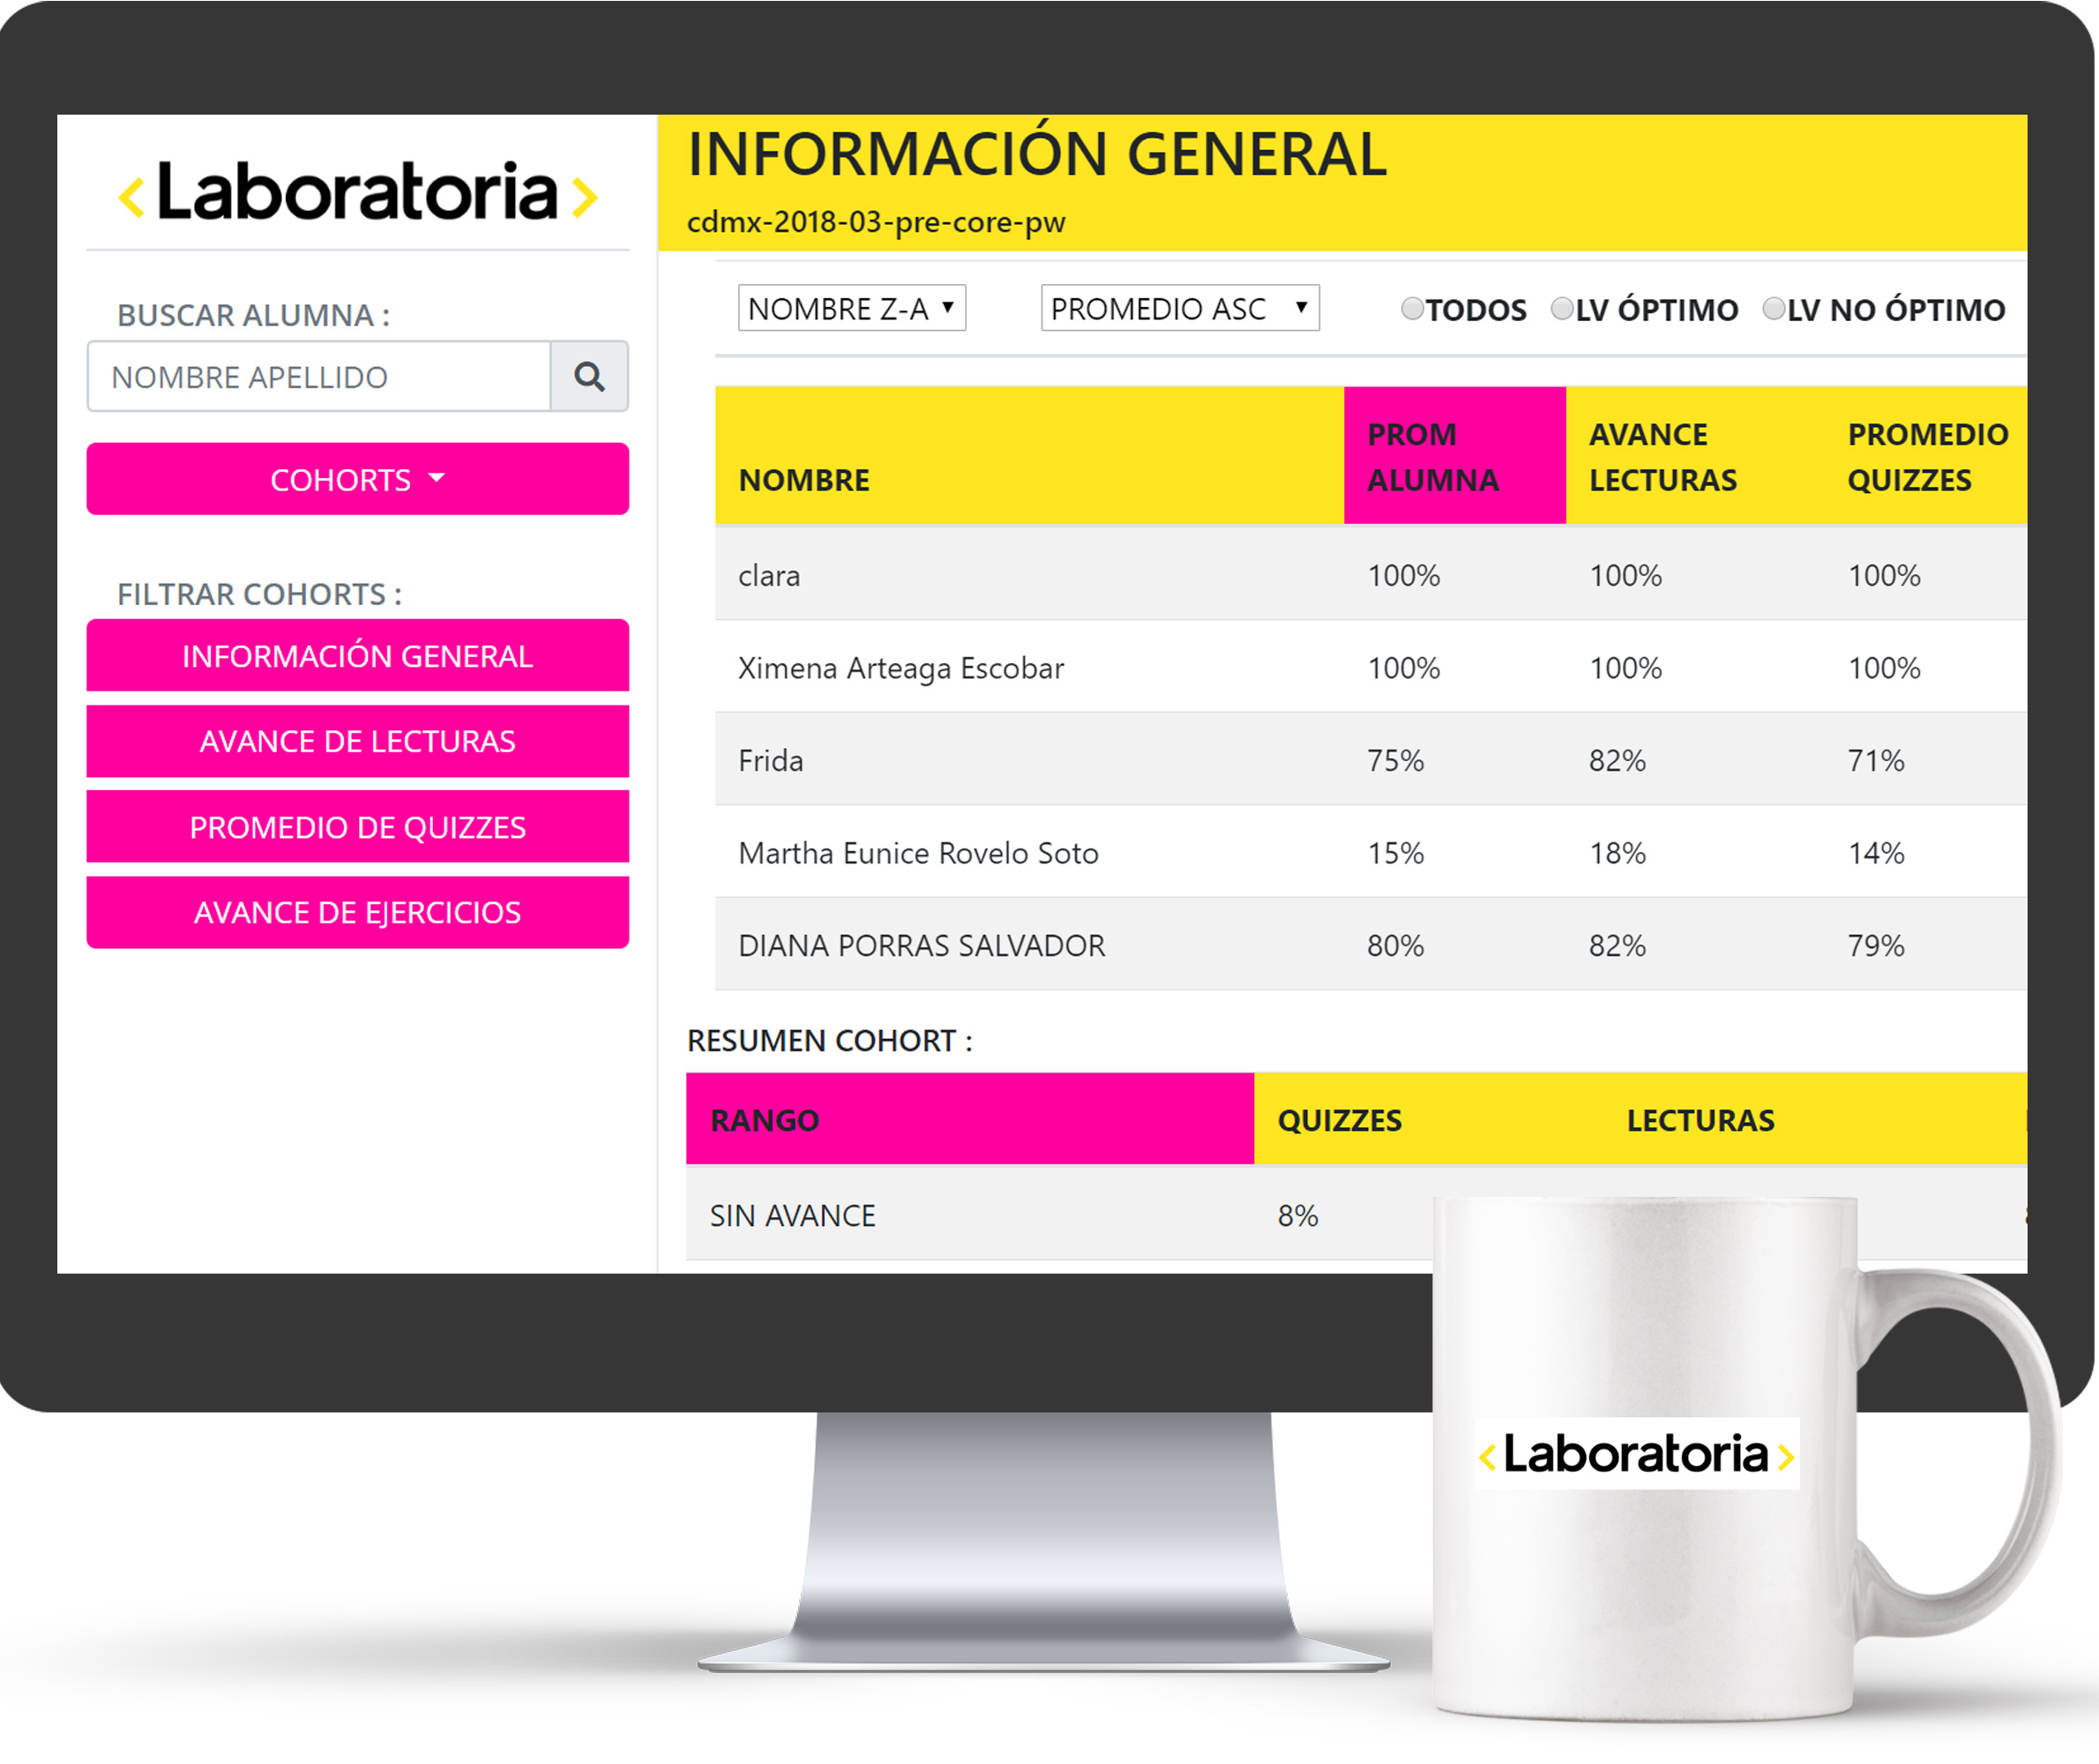 <Laboratoria>
BUSCAR ALUMNA :
NOMBRE APELLIDO
COHORTS
FILTRAR COHORTS :
INFORMACIÓN GENERAL
AVANCE DE LECTURAS
PROMEDIO DE QUIZZES
AVANCE DE EJERCICIOS
INFORMACIÓN GENERAL
cdmx-2018-03-pre-core-pw
NOMBRE Z-A PROMEDIO ASC TODOS LV ÓPTIMO LV NO ÓPTIMO
NOMBRE PROM ALUMNA AVANCE LECTURAS PROMEDIO QUIZZES
clara 100% 100% 100%
Ximena Arteaga Escobar 100% 100% 100%
Frida 75% 82% 71%
Martha Eunice Rovelo Soto 15% 18% 14%
DIANA PORRAS SALVADOR 80% 82% 79%
RESUMEN COHORT :
RANGO QUIZZES LECTURAS
SIN AVANCE 8%
<Laboratoria>